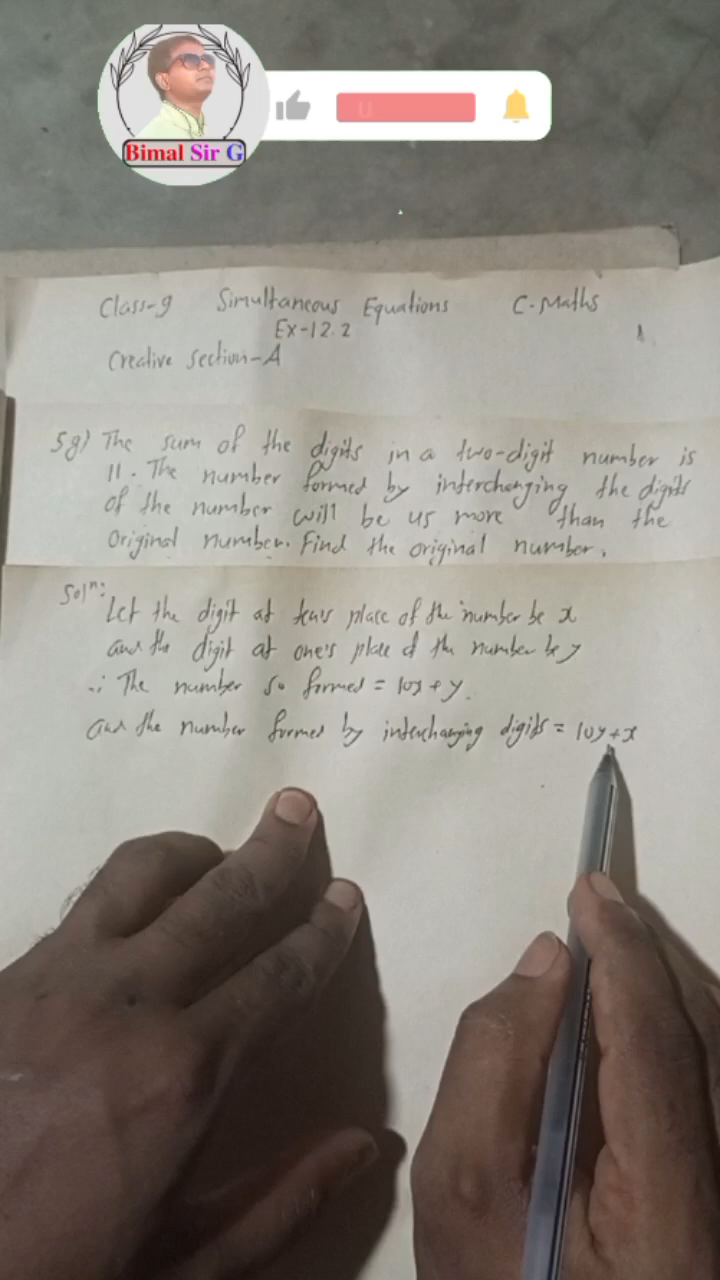 Bimal Sir G
Class-9 Simultaneous Equations C. Maths
Ex-12.2
Creative Section-A
5g) The sum of the digits in a two-digit number is
11. The number formed by interchanging the digits
of the number will be us more than the
Original number. Find the original number.
Solⁿ:
Let the digit at ten's place of the number be x
and the digit at one's place of the number be y
∴ The number so formed = 10x + y.
and the number formed by interchanging digits = 10y + x